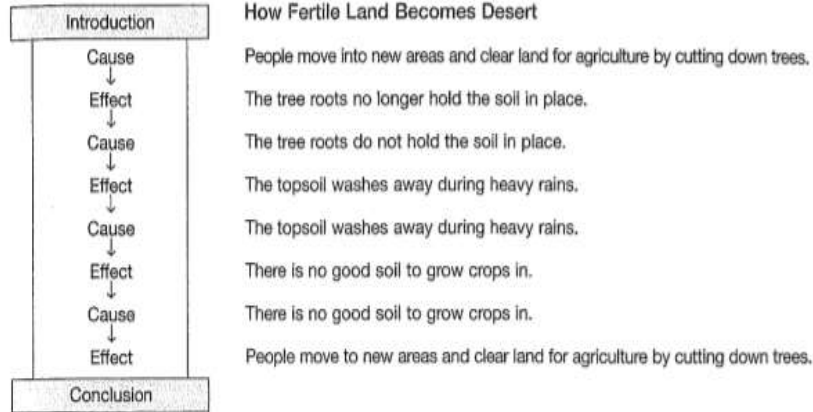 How Fertile Land Becomes Desert
Introduction
Cause People move into new areas and clear land for agriculture by cutting down trees.
Effect The tree roots no longer hold the soil in place.
Cause The tree roots do not hold the soil in place.
Effect The topsoil washes away during heavy rains.
Cause The topsoil washes away during heavy rains.
Effect There is no good soil to grow crops in.
Cause There is no good soil to grow crops in.
Effect People move to new areas and clear land for agriculture by cutting down trees.
Conclusion